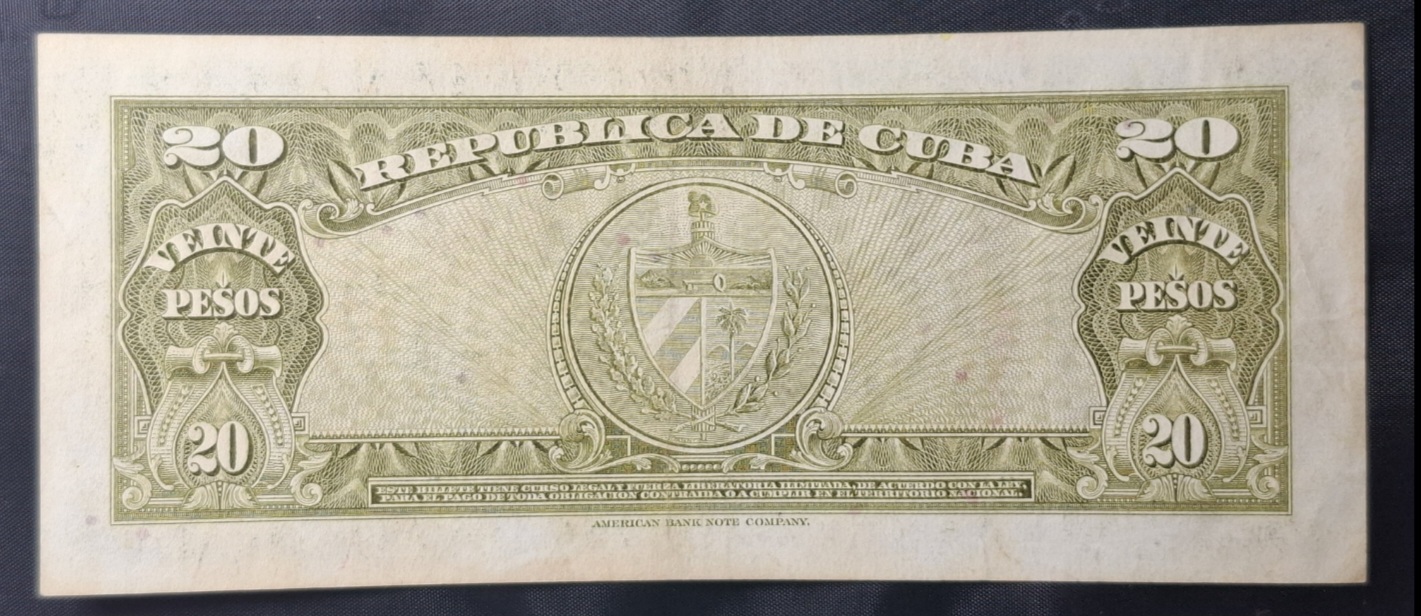 20
REPUBLICA DE CUBA
20
VEINTE
PESOS
20
VEINTE
PESOS
20
ESTE BILLETE TIENE CURSO LEGAL Y FUERZA LIBERATORIA ILIMITADA, DE ACUERDO CON LA LEY,
PARA EL PAGO DE TODA OBLIGACION CONTRAIDA O A CUMPLIR EN EL TERRITORIO NACIONAL.
AMERICAN BANK NOTE COMPANY.